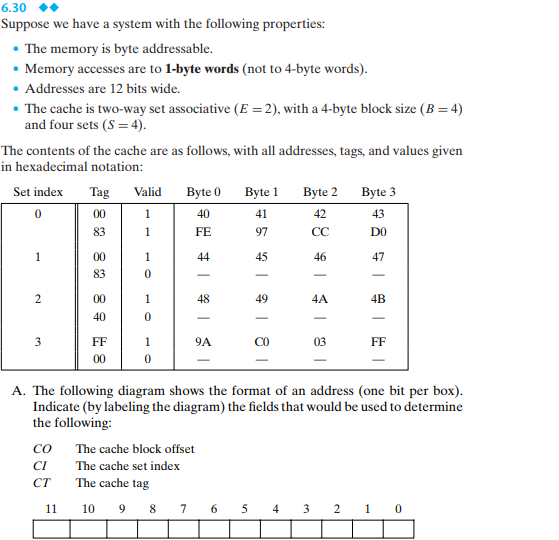 6.30 ◆◆
Suppose we have a system with the following properties:
• The memory is byte addressable.
• Memory accesses are to 1-byte words (not to 4-byte words).
• Addresses are 12 bits wide.
• The cache is two-way set associative (E = 2), with a 4-byte block size (B = 4)
and four sets (S = 4).
The contents of the cache are as follows, with all addresses, tags, and values given
in hexadecimal notation:
Set index Tag Valid Byte 0 Byte 1 Byte 2 Byte 3
0 00 1 40 41 42 43
83 1 FE 97 CC D0
1 00 1 44 45 46 47
83 0 — — — —
2 00 1 48 49 4A 4B
40 0 — — — —
3 FF 1 9A C0 03 FF
00 0 — — — —
A. The following diagram shows the format of an address (one bit per box).
Indicate (by labeling the diagram) the fields that would be used to determine
the following:
CO The cache block offset
CI The cache set index
CT The cache tag
11 10 9 8 7 6 5 4 3 2 1 0